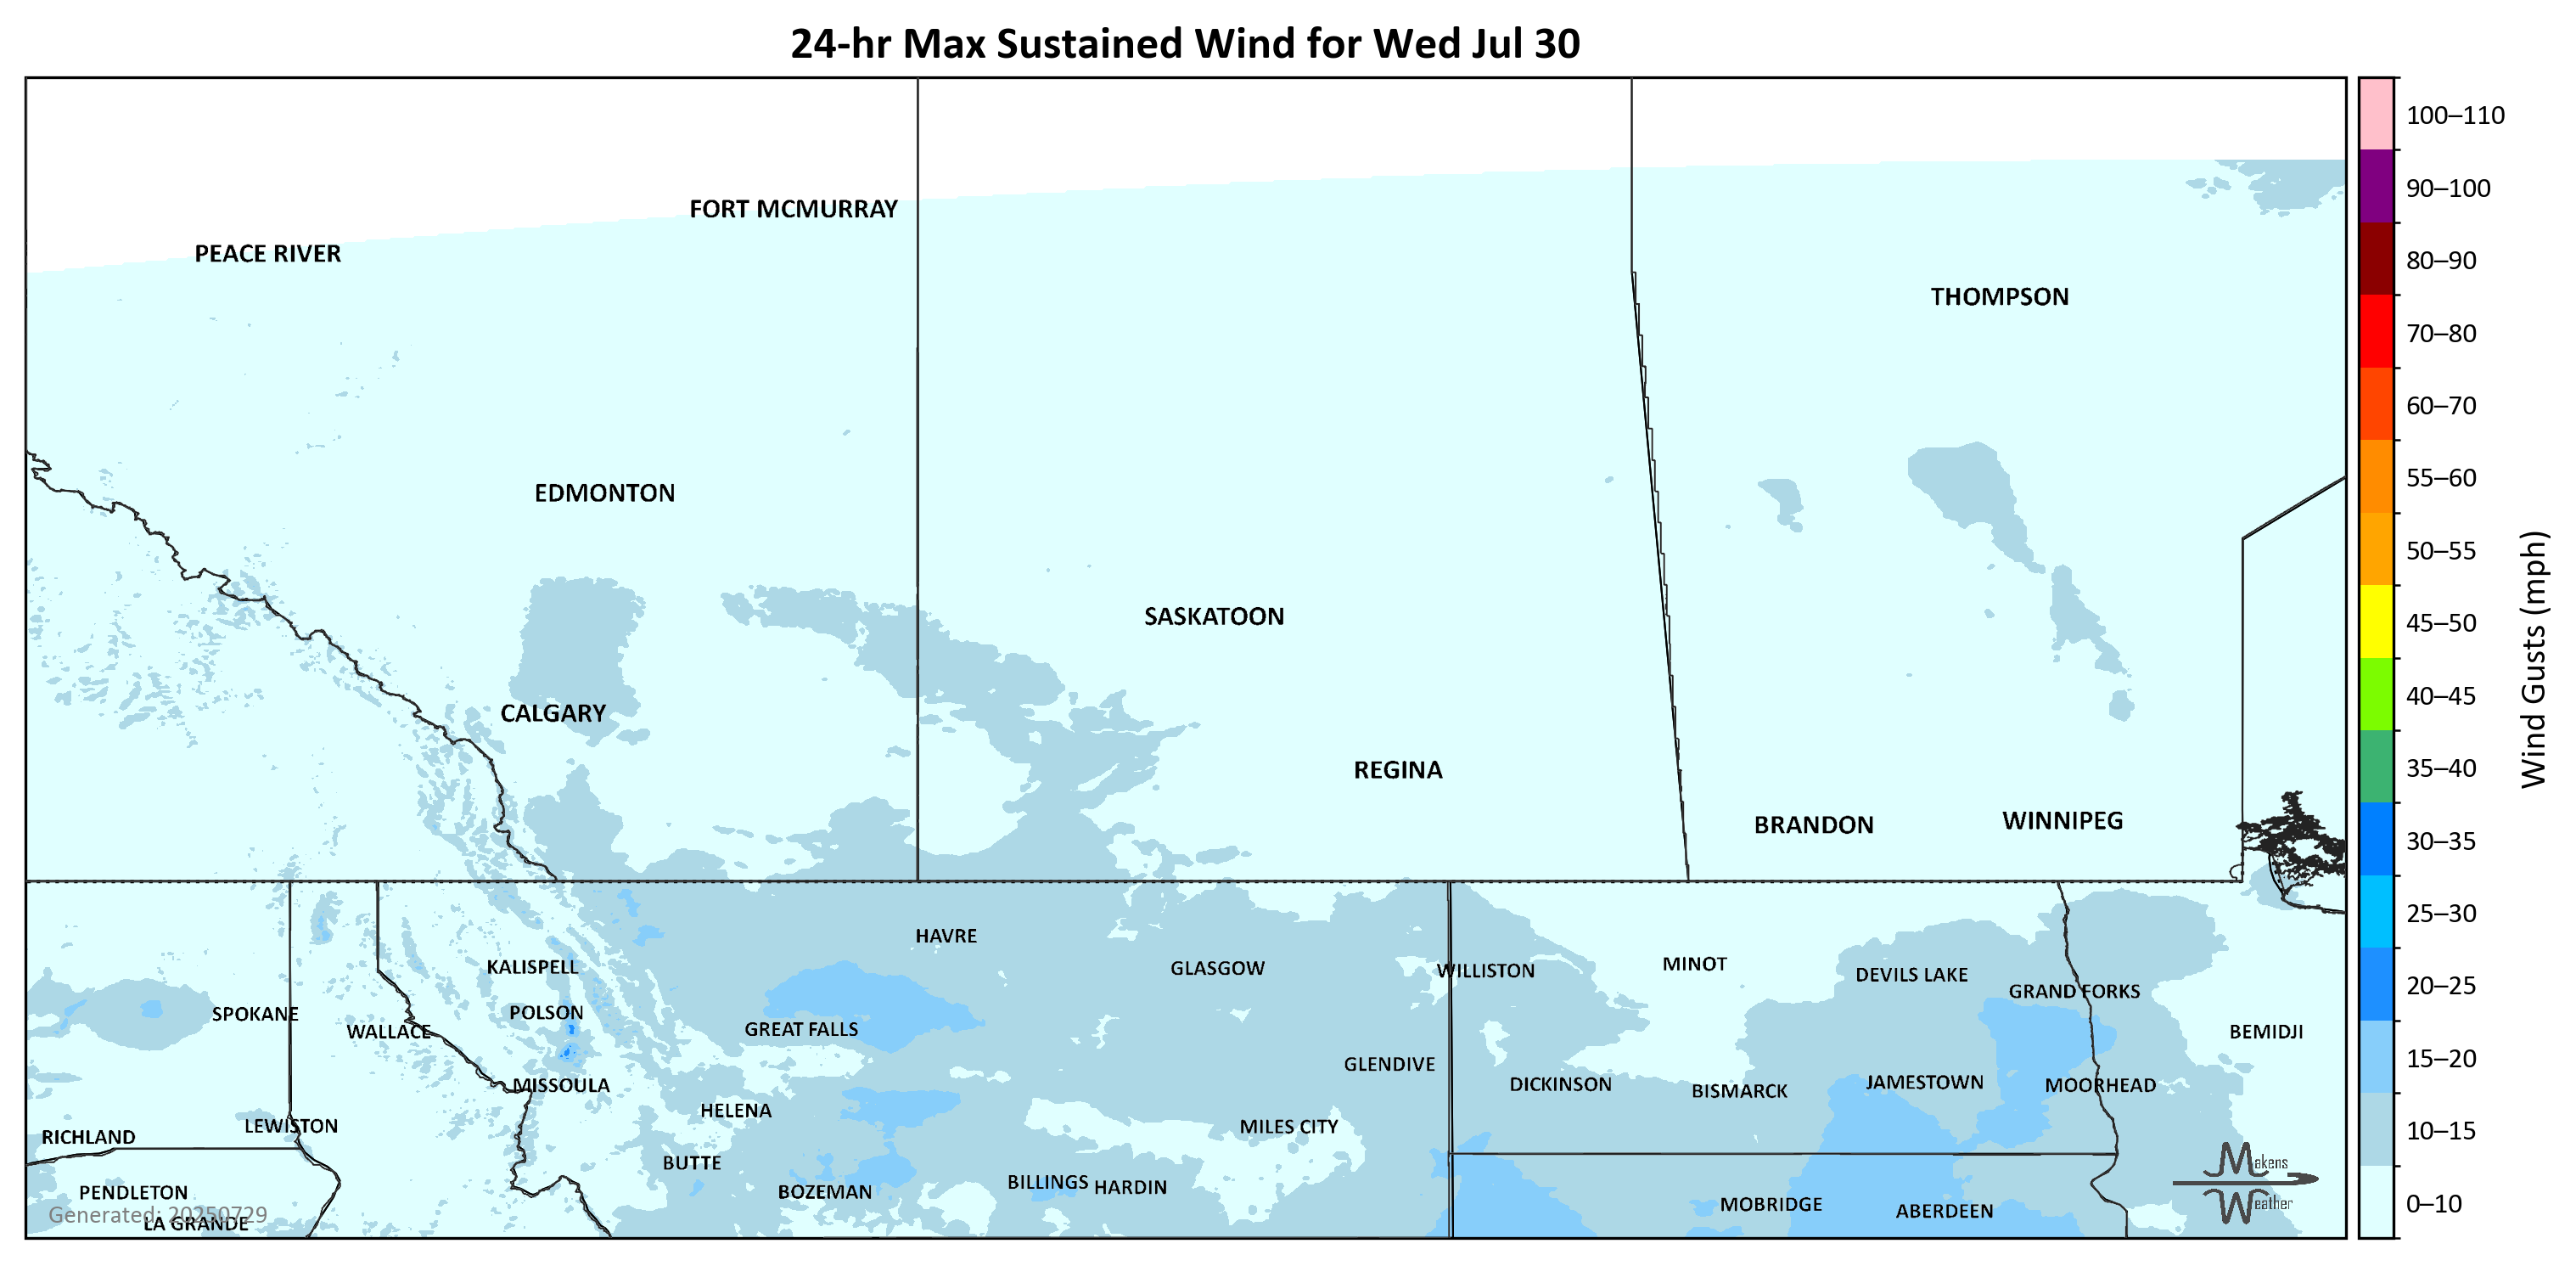 24-hr Max Sustained Wind for Wed Jul 30
FORT MCMURRAY
PEACE RIVER
THOMPSON
EDMONTON
SASKATOON
CALGARY
REGINA
BRANDON
WINNIPEG
HAVRE
KALISPELL
GLASGOW
WILLISTON
MINOT
DEVILS LAKE
GRAND FORKS
SPOKANE
POLSON
WALLACE
GREAT FALLS
BEMIDJI
GLENDIVE
MISSOULA
DICKINSON
BISMARCK
JAMESTOWN
MOORHEAD
HELENA
LEWISTON
MILES CITY
RICHLAND
BUTTE
PENDLETON
BOZEMAN
BILLINGS
HARDIN
MOBRIDGE
ABERDEEN
Generated: 20250729
LA GRANDE
Makens
Weather
100–110
90–100
80–90
70–80
60–70
55–60
50–55
45–50
40–45
35–40
30–35
25–30
20–25
15–20
10–15
0–10
Wind Gusts (mph)